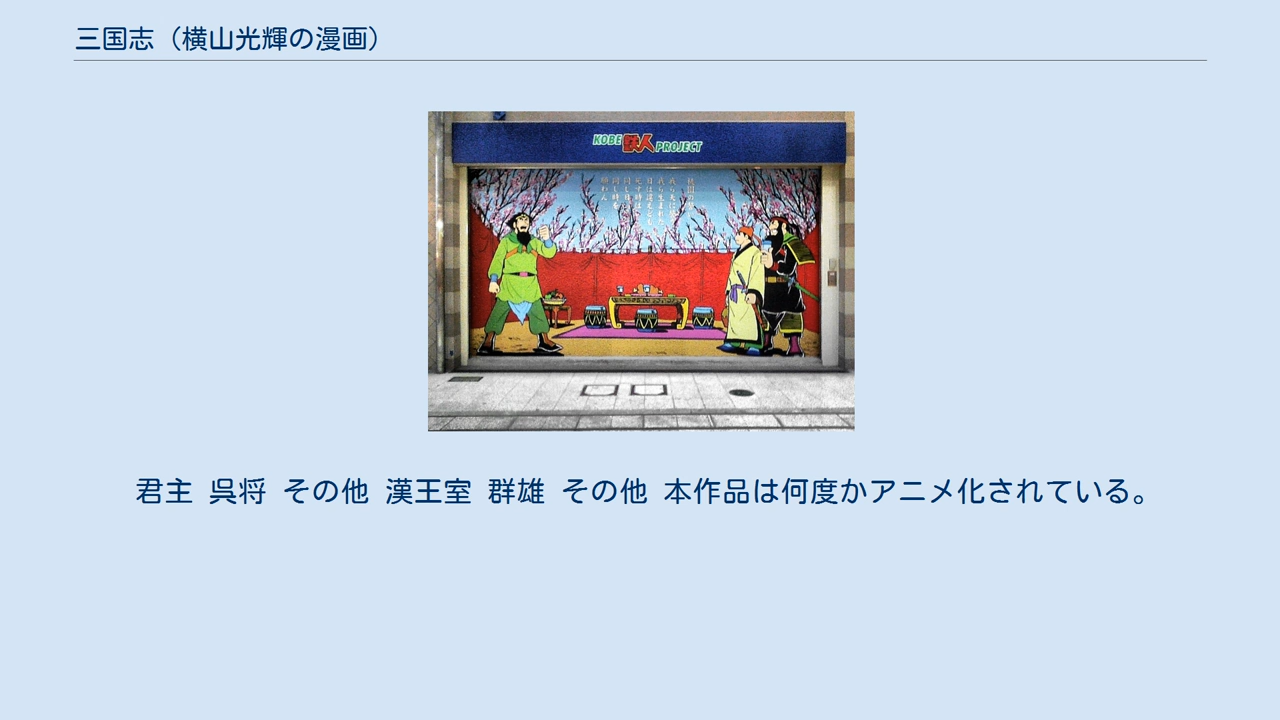 三国志（横山光輝の漫画）
KOBE 鉄人 PROJECT
君主 呉将 その他 漢王室 群雄 その他 本作品は何度かアニメ化されている。